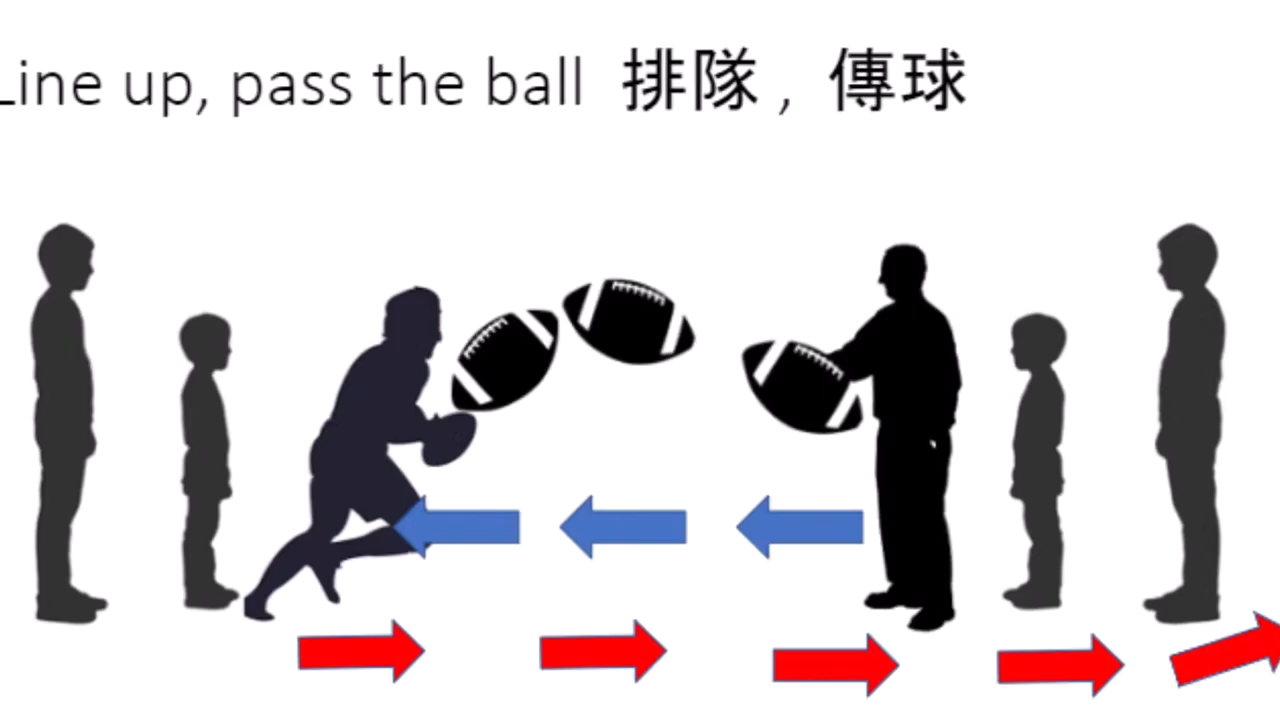 Line up, pass the ball 排隊, 傳球